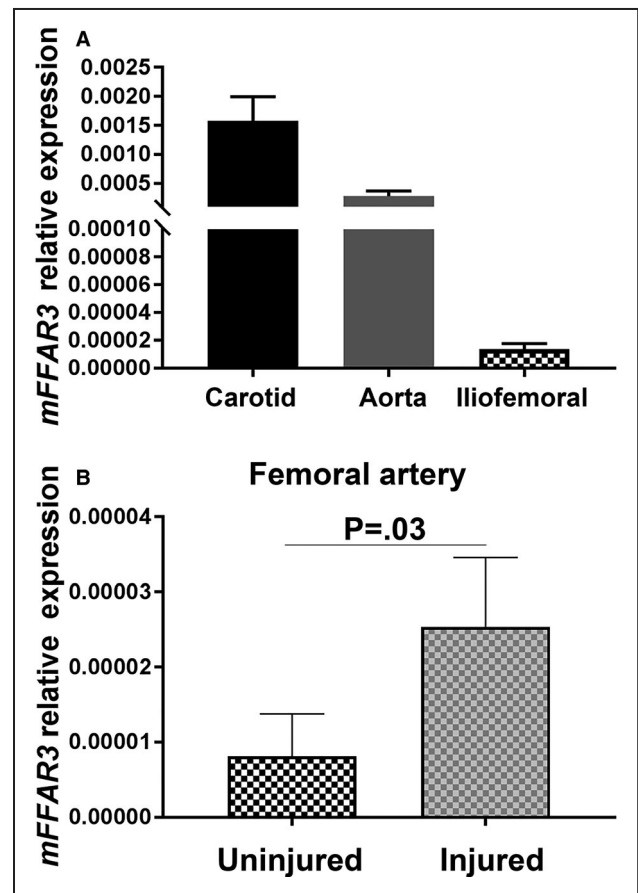 A
mFFAR3 relative expression
0.0025
0.0020
0.0015
0.0010
0.0005
0.00010
0.00008
0.00006
0.00004
0.00002
0.00000
Carotid Aorta Iliofemoral
B
Femoral artery
mFFAR3 relative expression
0.00004
P=.03
0.00003
0.00002
0.00001
0.00000
Uninjured Injured